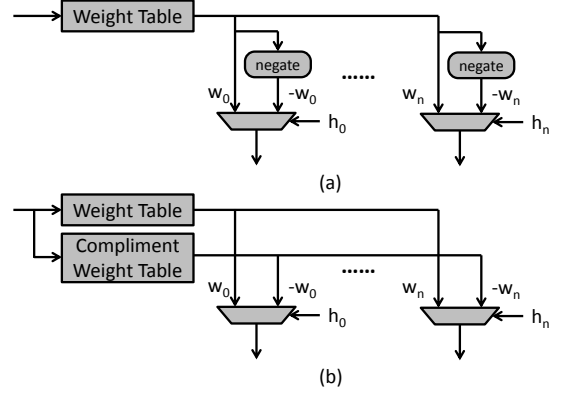 Weight Table
negate
negate
......
w0
-w0
wn
-wn
h0
hn
(a)
Weight Table
Compliment
Weight Table
......
w0
-w0
wn
-wn
h0
hn
(b)